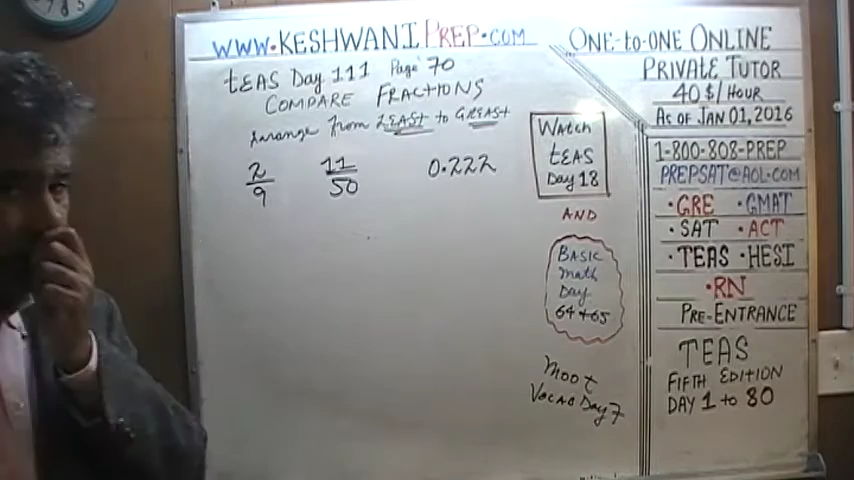 WWW.KESHWANIPREP.COM
tEAS Day 111 Page 70
COMPARE FRACTIONS
Arrange from LEAST to GREAST
2/9 11/50 0.222
Watch
tEAS
Day 18
AND
BASIC
math
Day
64+65
moot
Vocab Day 7
ONE-to-ONE ONLINE
PRIVATE TUTOR
40$/HOUR
AS OF JAN 01, 2016
1-800-808-PREP
PREPSAT@AOL.COM
•GRE •GMAT
•SAT •ACT
•TEAS •HESI
•RN
PRE-ENTRANCE
TEAS
FIFTH EDITION
DAY 1 to 80